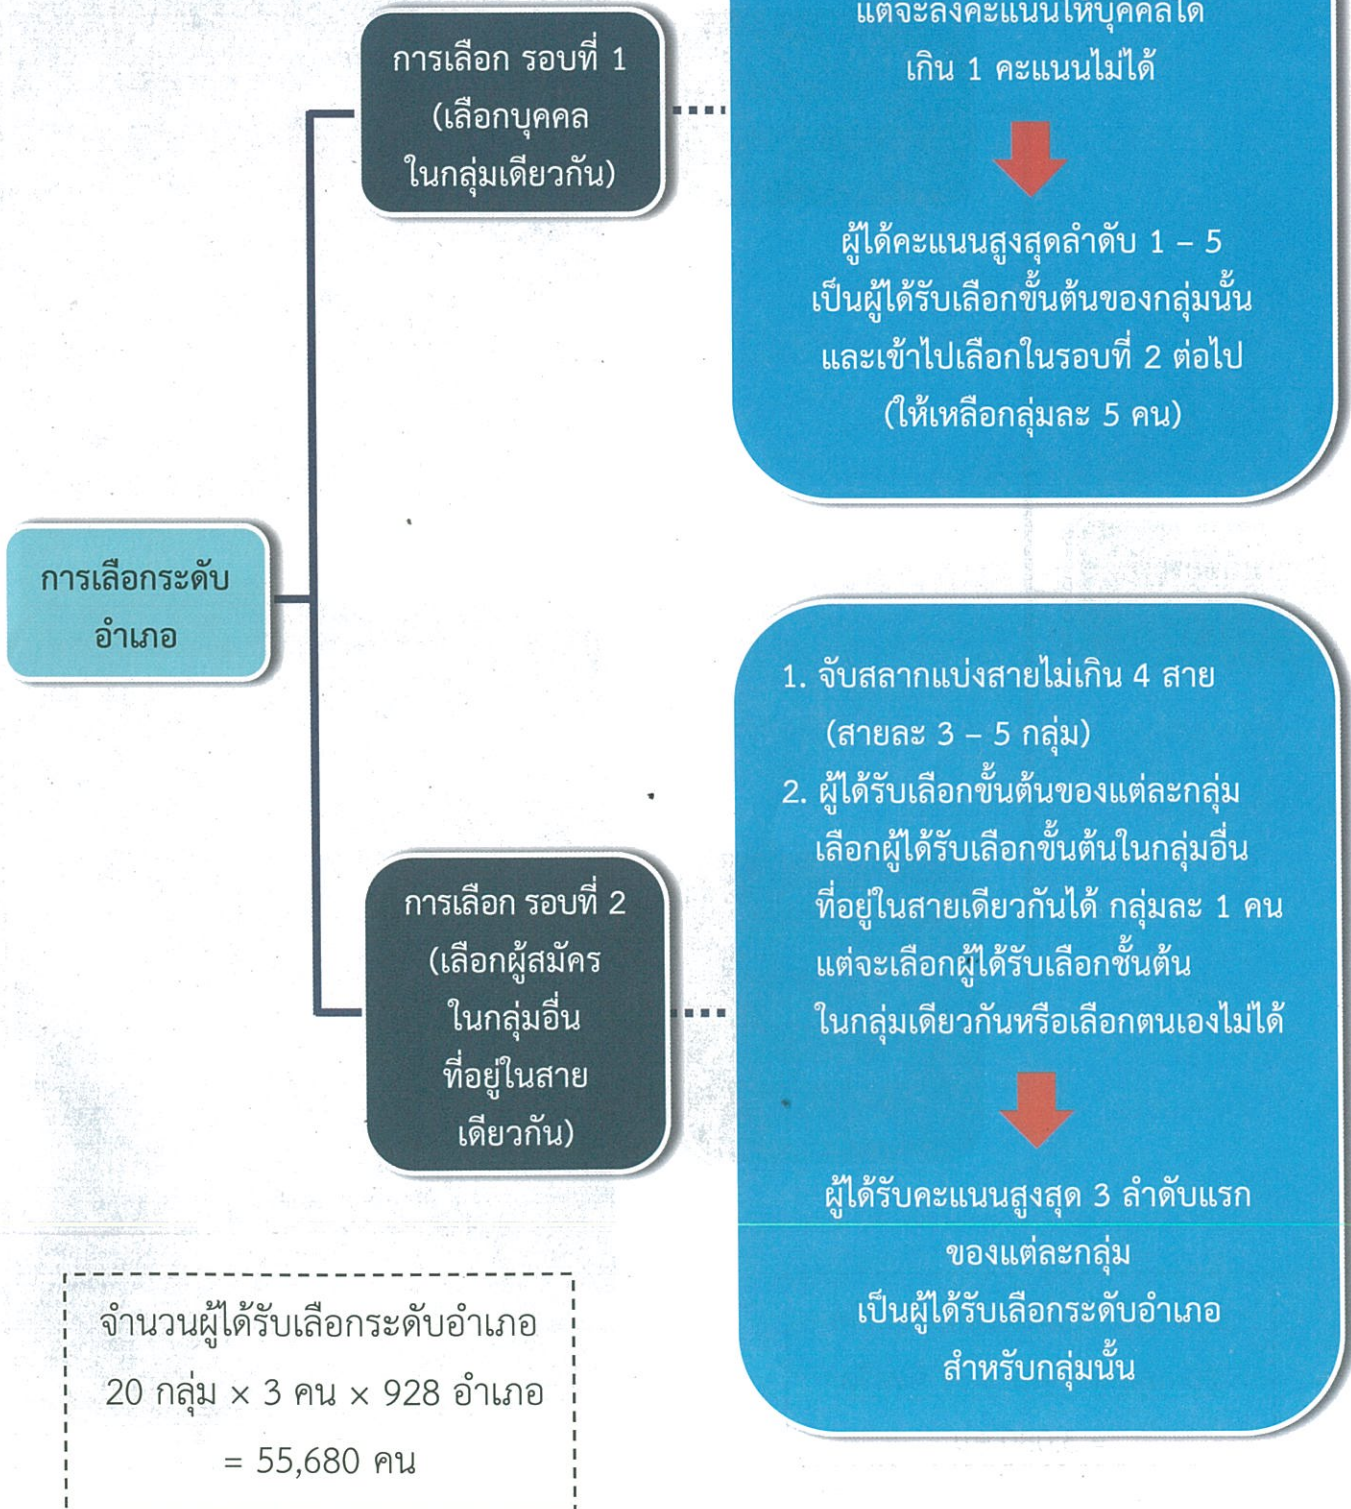 การเลือก รอบที่ 1
(เลือกบุคคล
ในกลุ่มเดียวกัน)
แต่จะลงคะแนนให้บุคคลใด
เกิน 1 คะแนนไม่ได้
ผู้ได้คะแนนสูงสุดลำดับ 1 – 5
เป็นผู้ได้รับเลือกขั้นต้นของกลุ่มนั้น
และเข้าไปเลือกในรอบที่ 2 ต่อไป
(ให้เหลือกลุ่มละ 5 คน)
การเลือกระดับ
อำเภอ
การเลือก รอบที่ 2
(เลือกผู้สมัคร
ในกลุ่มอื่น
ที่อยู่ในสาย
เดียวกัน)
1. จับสลากแบ่งสายไม่เกิน 4 สาย
(สายละ 3 – 5 กลุ่ม)
2. ผู้ได้รับเลือกขั้นต้นของแต่ละกลุ่ม
เลือกผู้ได้รับเลือกขั้นต้นในกลุ่มอื่น
ที่อยู่ในสายเดียวกันได้ กลุ่มละ 1 คน
แต่จะเลือกผู้ได้รับเลือกชั้นต้น
ในกลุ่มเดียวกันหรือเลือกตนเองไม่ได้
ผู้ได้รับคะแนนสูงสุด 3 ลำดับแรก
ของแต่ละกลุ่ม
เป็นผู้ได้รับเลือกระดับอำเภอ
สำหรับกลุ่มนั้น
จำนวนผู้ได้รับเลือกระดับอำเภอ
20 กลุ่ม × 3 คน × 928 อำเภอ
= 55,680 คน